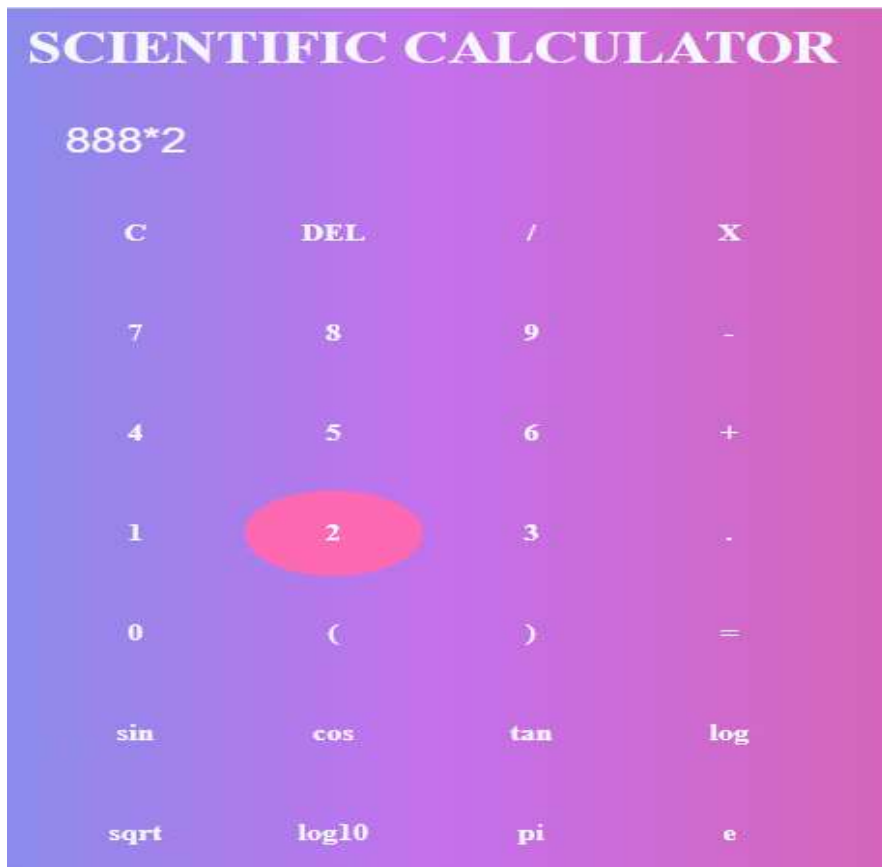 SCIENTIFIC CALCULATOR
888*2
C DEL / X
7 8 9 -
4 5 6 +
1 2 3 .
0 ( ) =
sin cos tan log
sqrt log10 pi e